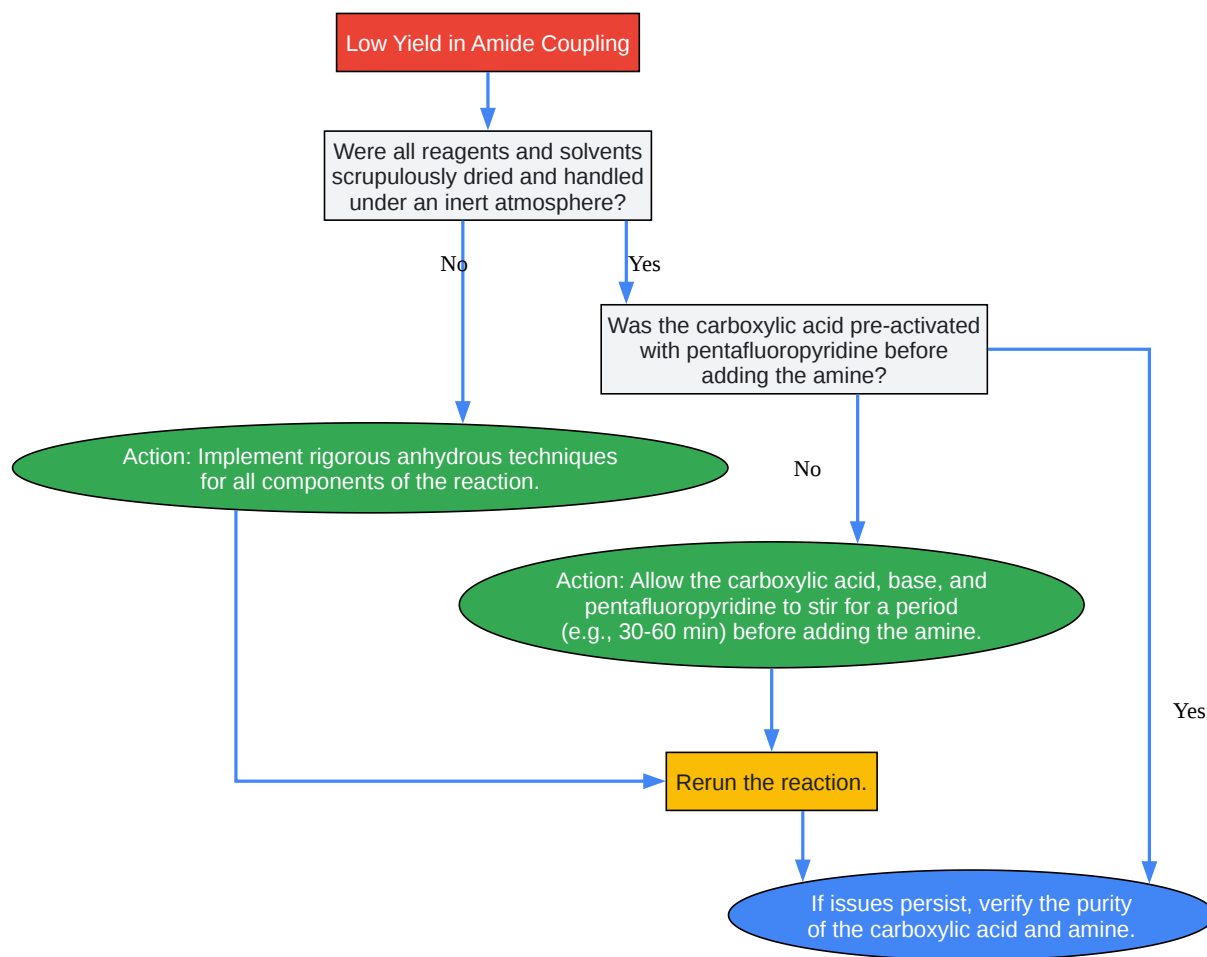 Low Yield in Amide Coupling
Were all reagents and solvents
scrupulously dried and handled
under an inert atmosphere?
No
Yes
Was the carboxylic acid pre-activated
with pentafluoropyridine before
adding the amine?
Action: Implement rigorous anhydrous techniques
for all components of the reaction.
No
Action: Allow the carboxylic acid, base, and
pentafluoropyridine to stir for a period
(e.g., 30-60 min) before adding the amine.
Yes
Rerun the reaction.
If issues persist, verify the purity
of the carboxylic acid and amine.